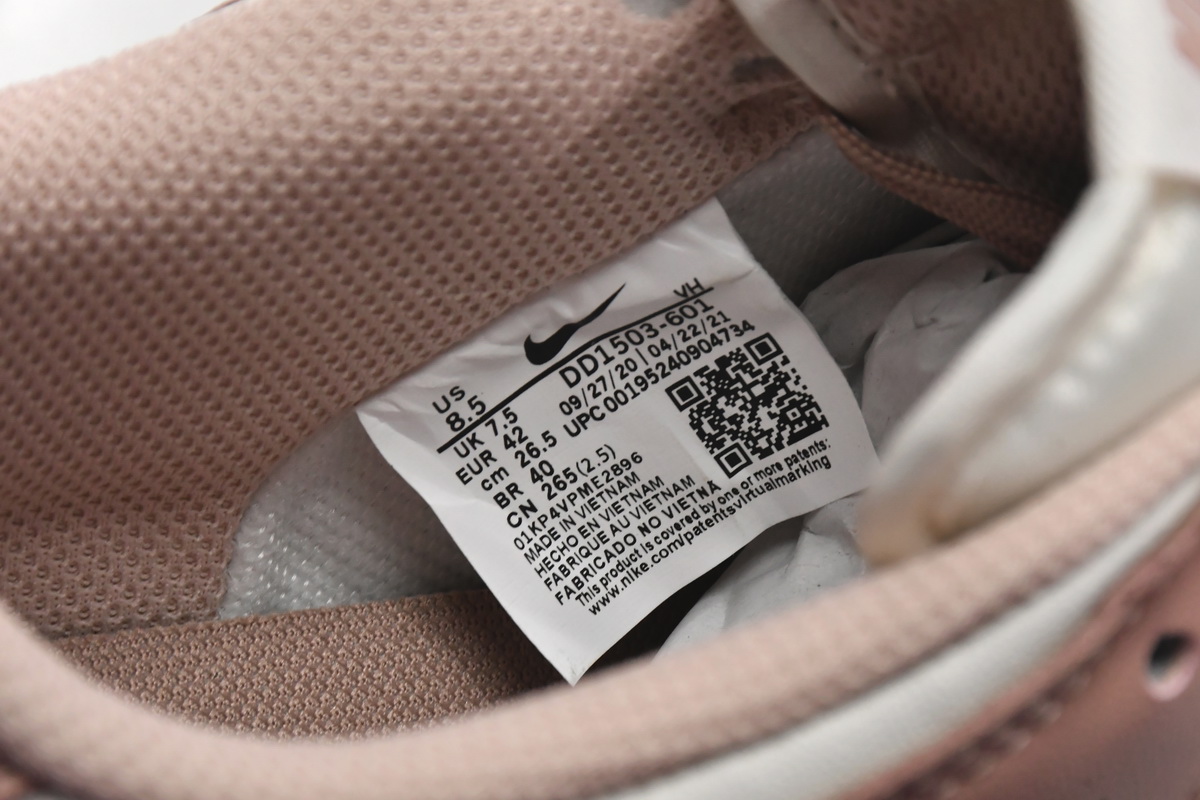 VH
US
8.5
DD1503-601
UK 7.5
09/27/20 | 04/22/21
EUR 42
UPC 00195240904734
cm 26.5
BR 40
CN 265(2.5)
01KP4VPME2B96
MADE IN VIETNAM
HECHO EN VIETNAM
FABRIQUE AU VIETNAM
FABRICADO NO VIETNÃ
This product is covered by one or more patents:
www.nike.com/patentsvirtualmarking